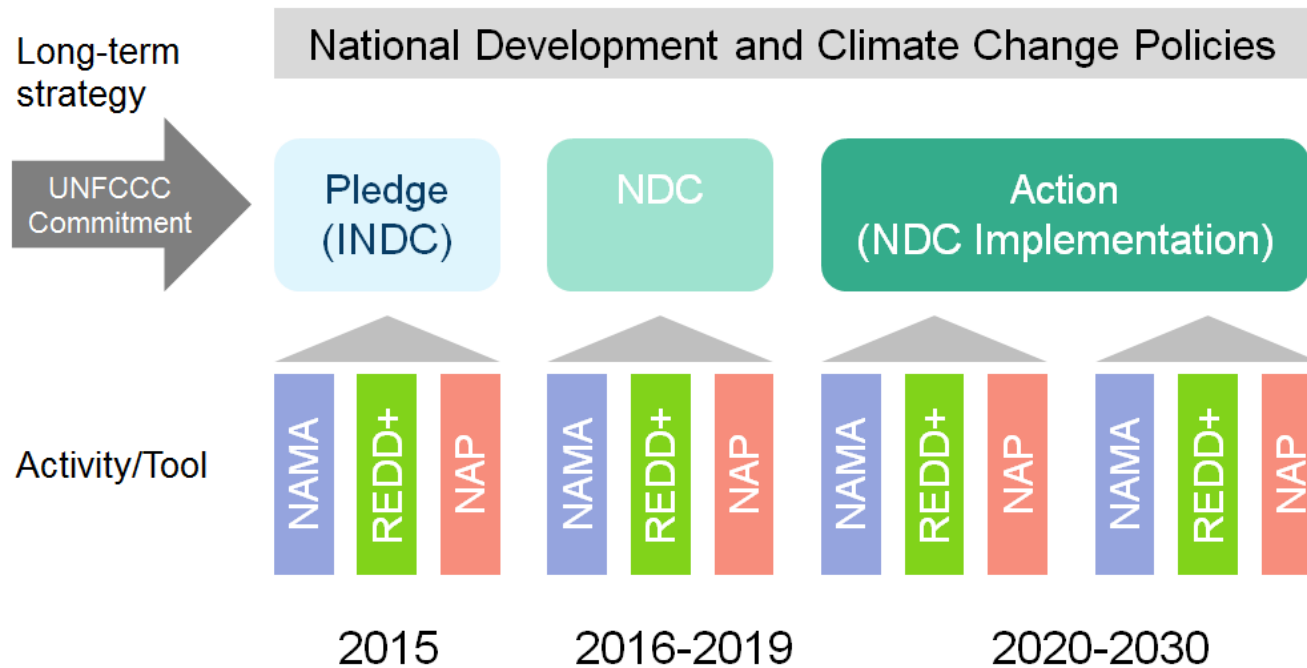 National Development and Climate Change Policies
Long-term
strategy
UNFCCC
Commitment
Pledge
(INDC)
NDC
Action
(NDC Implementation)
Activity/Tool
NAMA
REDD+
NAP
NAMA
REDD+
NAP
NAMA
REDD+
NAP
NAMA
REDD+
NAP
2015
2016-2019
2020-2030